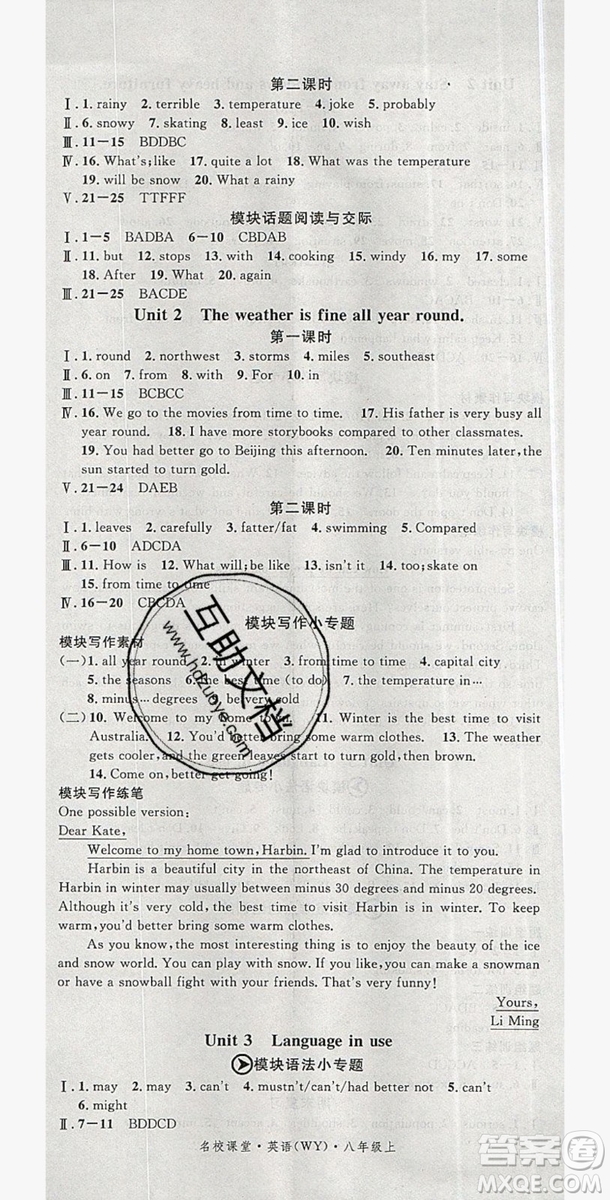 第二课时
Ⅰ. 1. rainy 2. terrible 3. temperature 4. joke 5. probably
Ⅱ. 6. snowy 7. skating 8. least 9. ice 10. wish
Ⅲ. 11－15 BDDBC
Ⅳ. 16. What's; like 17. quite a lot 18. What was the temperature
19. will be snow 20. What a rainy
Ⅴ. 21－25 TTFFF
模块话题阅读与交际
Ⅰ. 1－5 BADBA 6－10 CBDAB
Ⅱ. 11. but 12. stops 13. with 14. cooking 15. windy 16. my 17. to
18. some 18. After 19. what 20. again
Ⅲ. 21－25 BACDE
Unit 2 The weather is fine all year round.
第一课时
Ⅰ. 1. round 2. northwest 3. storms 4. miles 5. southeast
Ⅱ. 6. on 7. from 8. with 9. For 10. in
Ⅲ. 11－15 BCBCC
Ⅳ. 16. We go to the movies from time to time. 17. His father is very busy all
year round. 18. I have more storybooks compared to other classmates.
19. You had better go to Beijing this afternoon. 20. Ten minutes later, the
sun started to turn gold.
Ⅴ. 21－24 DAEB
第二课时
Ⅰ. 1. leaves 2. carefully 3. fatter/fat 4. swimming 5. Compared
Ⅱ. 6－10 ADCDA
Ⅲ. 11. How is 12. What will; be like 13. isn't it 14. too; skate on
15. from time to time
Ⅳ. 16－20 CBCDA
模块写作小专题
模块写作素材
(一)1. all year round 2. in winter 3. from… to… 4. capital city
5. the seasons 6. the best time (to do) 7. the temperature in…
8. minus… degrees 9. be very cold
(二)10. Welcome to my home town. 11. Winter is the best time to visit
Australia. 12. You'd better bring some warm clothes. 13. The weather
gets cooler, and the green leaves start to turn gold.
14. Come on, better get going!
模块写作练笔
One possible version:
Dear Kate,
Welcome to my home town, Harbin. I'm glad to introduce it to you.
Harbin is a beautiful city in the northeast of China. The temperature in
Harbin in winter may usually be between minus 30 degrees and minus 20 degrees.
Although it's very cold, the best time to visit Harbin is in winter. To keep warm,
you'd better bring some warm clothes.
As you know, the most interesting thing is to enjoy the beauty of the ice
and snow world. You can play with snow. You can also make a snowman
or have a snowball fight with your friends. It is really exciting.
Yours,
Li Ming
Unit 3 Language in use
模块语法小专题
Ⅰ. 1. may 2. may 3. can't 4. mustn't/can't/had better not 5. can't
6. might
Ⅱ. 7－11 BDDCD
名校课堂·英语(WY)·八年级上
互助文档
www.hdzuoye.com
作业精灵